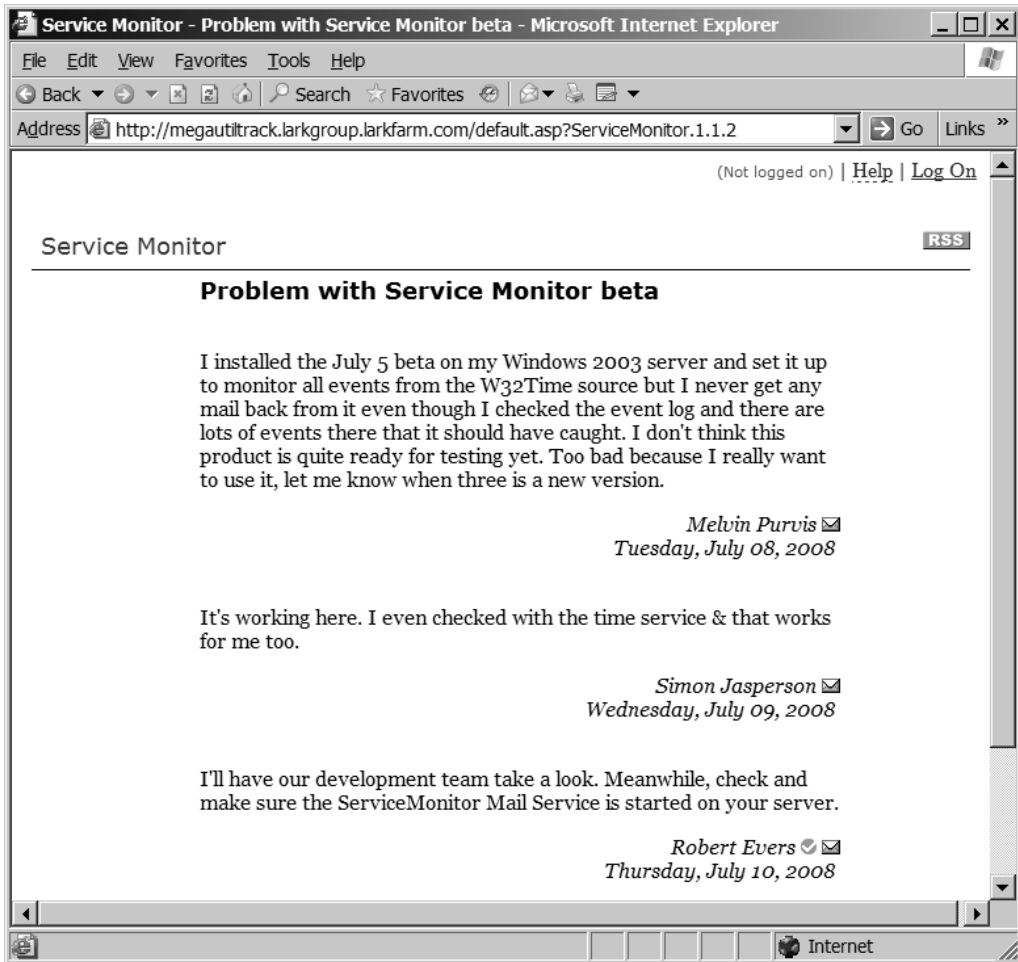 Service Monitor - Problem with Service Monitor beta - Microsoft Internet Explorer
File Edit View Favorites Tools Help
Back Search Favorites
Address http://megautiltrack.larkgroup.larkfarm.com/default.asp?ServiceMonitor.1.1.2 Go Links »
(Not logged on) | Help | Log On
Service Monitor RSS
Problem with Service Monitor beta
I installed the July 5 beta on my Windows 2003 server and set it up
to monitor all events from the W32Time source but I never get any
mail back from it even though I checked the event log and there are
lots of events there that it should have caught. I don't think this
product is quite ready for testing yet. Too bad because I really want
to use it, let me know when three is a new version.
Melvin Purvis
Tuesday, July 08, 2008
It's working here. I even checked with the time service & that works
for me too.
Simon Jasperson
Wednesday, July 09, 2008
I'll have our development team take a look. Meanwhile, check and
make sure the ServiceMonitor Mail Service is started on your server.
Robert Evers
Thursday, July 10, 2008
Internet